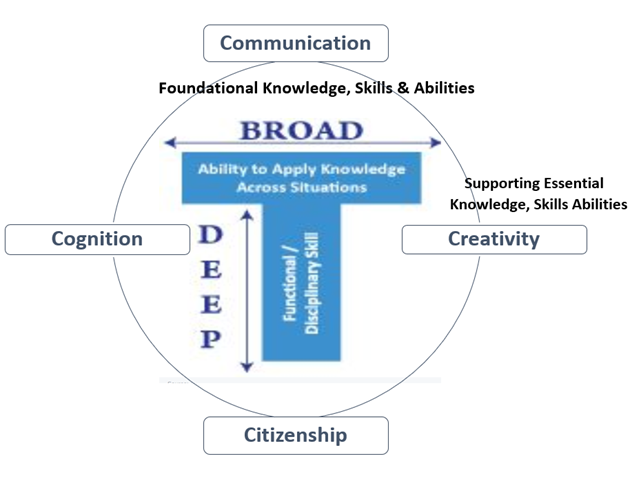 Communication
Foundational Knowledge, Skills & Abilities
BROAD
Ability to Apply Knowledge
Across Situations
Supporting Essential
Knowledge, Skills Abilities
Cognition
DEEP
Functional /
Disciplinary Skill
Creativity
Citizenship